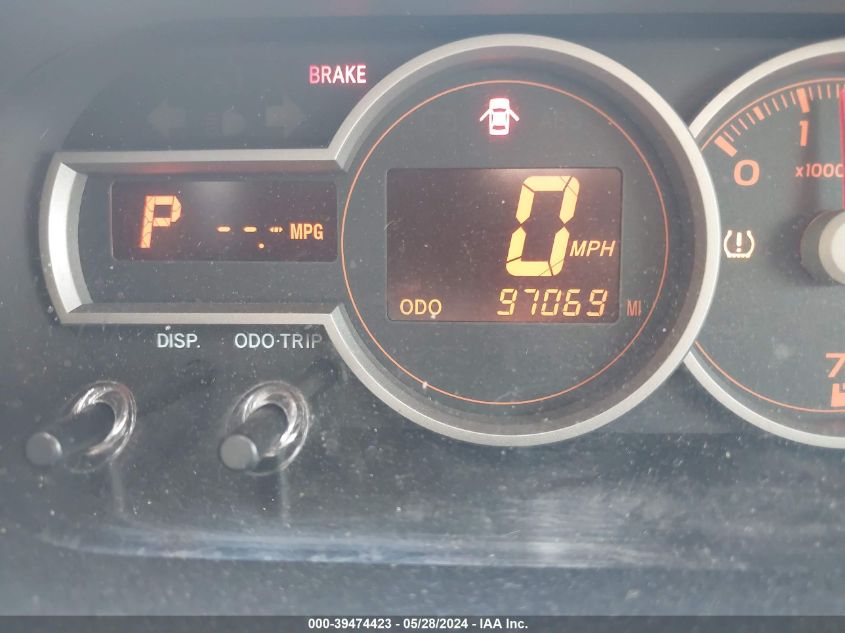 BRAKE
P --.- MPG
0 MPH
ODO 97069 MI
DISP.
ODO·TRIP
0
1
x1000
7
000-39474423 - 05/28/2024 - IAA Inc.